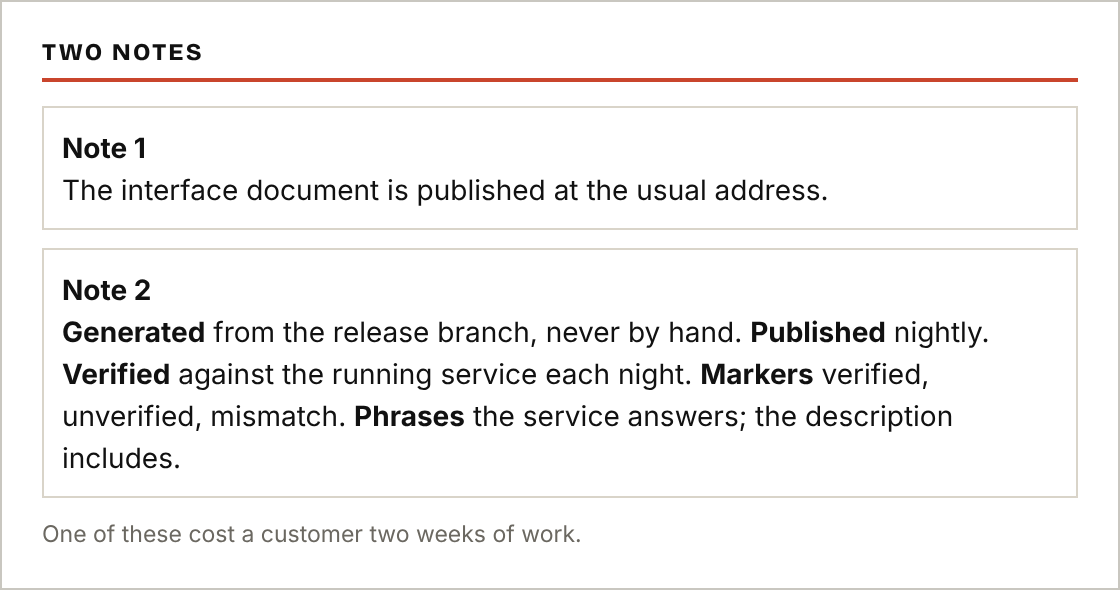 TWO NOTES
Note 1
The interface document is published at the usual address.
Note 2
Generated from the release branch, never by hand. Published nightly.
Verified against the running service each night. Markers verified,
unverified, mismatch. Phrases the service answers; the description
includes.
One of these cost a customer two weeks of work.